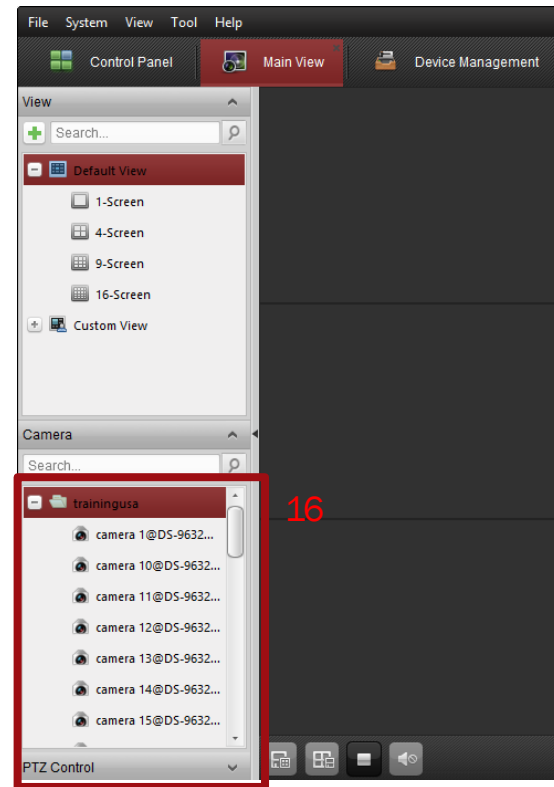 File System View Tool Help
Control Panel Main View Device Management
View
Search...
Default View
1-Screen
4-Screen
9-Screen
16-Screen
Custom View
Camera
Search...
trainingusa
16
camera 1@DS-9632...
camera 10@DS-9632...
camera 11@DS-9632...
camera 12@DS-9632...
camera 13@DS-9632...
camera 14@DS-9632...
camera 15@DS-9632...
PTZ Control